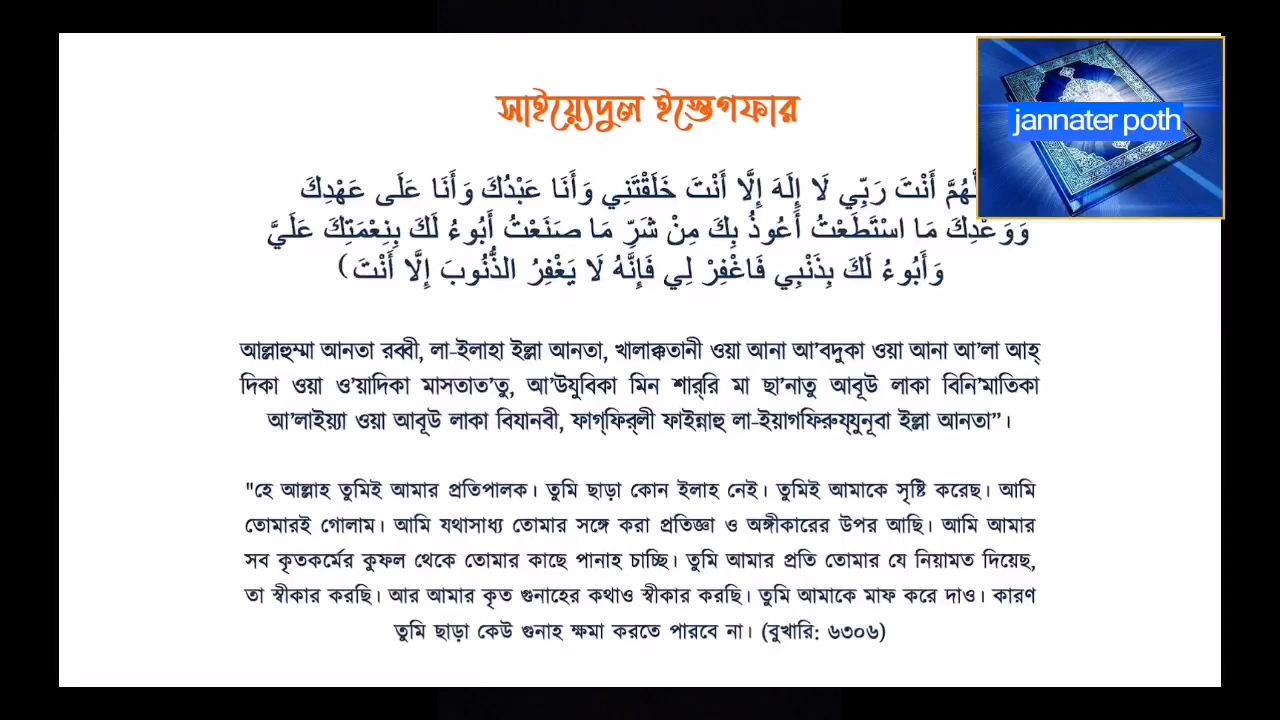 সাইয়্যেদুল ইস্তেগফার
jannater poth
أَنْتَ رَبِّي لَا إِلَهَ إِلَّا أَنْتَ خَلَقْتَنِي وَأَنَا عَبْدُكَ وَأَنَا عَلَى عَهْدِكَ
وَوَعْدِكَ مَا اسْتَطَعْتُ أَعُوذُ بِكَ مِنْ شَرِّ مَا صَنَعْتُ أَبُوءُ لَكَ بِنِعْمَتِكَ عَلَيَّ
وَأَبُوءُ لَكَ بِذَنْبِي فَاغْفِرْ لِي فَإِنَّهُ لَا يَغْفِرُ الذُّنُوبَ إِلَّا أَنْتَ)
আল্লাহুম্মা আনতা রব্বী, লা-ইলাহা ইল্লা আনতা, খালাক্কতানী ওয়া আনা আ’বদুকা ওয়া আনা আ’লা আহ্
দিকা ওয়া ও’য়াদিকা মাসতাত’তু, আ’উযুবিকা মিন শার্‌রি মা ছা’নাতু আবূউ লাকা বিনি’মাতিকা
আ’লাইয়্যা ওয়া আবূউ লাকা বিযানবী, ফাগ্‌ফির্‌লী ফাইন্নাহু লা-ইয়াগফিরুয্‌যুনূবা ইল্লা আনতা”।
"হে আল্লাহ তুমিই আমার প্রতিপালক। তুমি ছাড়া কোন ইলাহ নেই। তুমিই আমাকে সৃষ্টি করেছ। আমি
তোমারই গোলাম। আমি যথাসাধ্য তোমার সঙ্গে করা প্রতিজ্ঞা ও অঙ্গীকারের উপর আছি। আমি আমার
সব কৃতকর্মের কুফল থেকে তোমার কাছে পানাহ চাচ্ছি। তুমি আমার প্রতি তোমার যে নিয়ামত দিয়েছ,
তা স্বীকার করছি। আর আমার কৃত গুনাহের কথাও স্বীকার করছি। তুমি আমাকে মাফ করে দাও। কারণ
তুমি ছাড়া কেউ গুনাহ ক্ষমা করতে পারবে না। (বুখারি: ৬৩০৬)